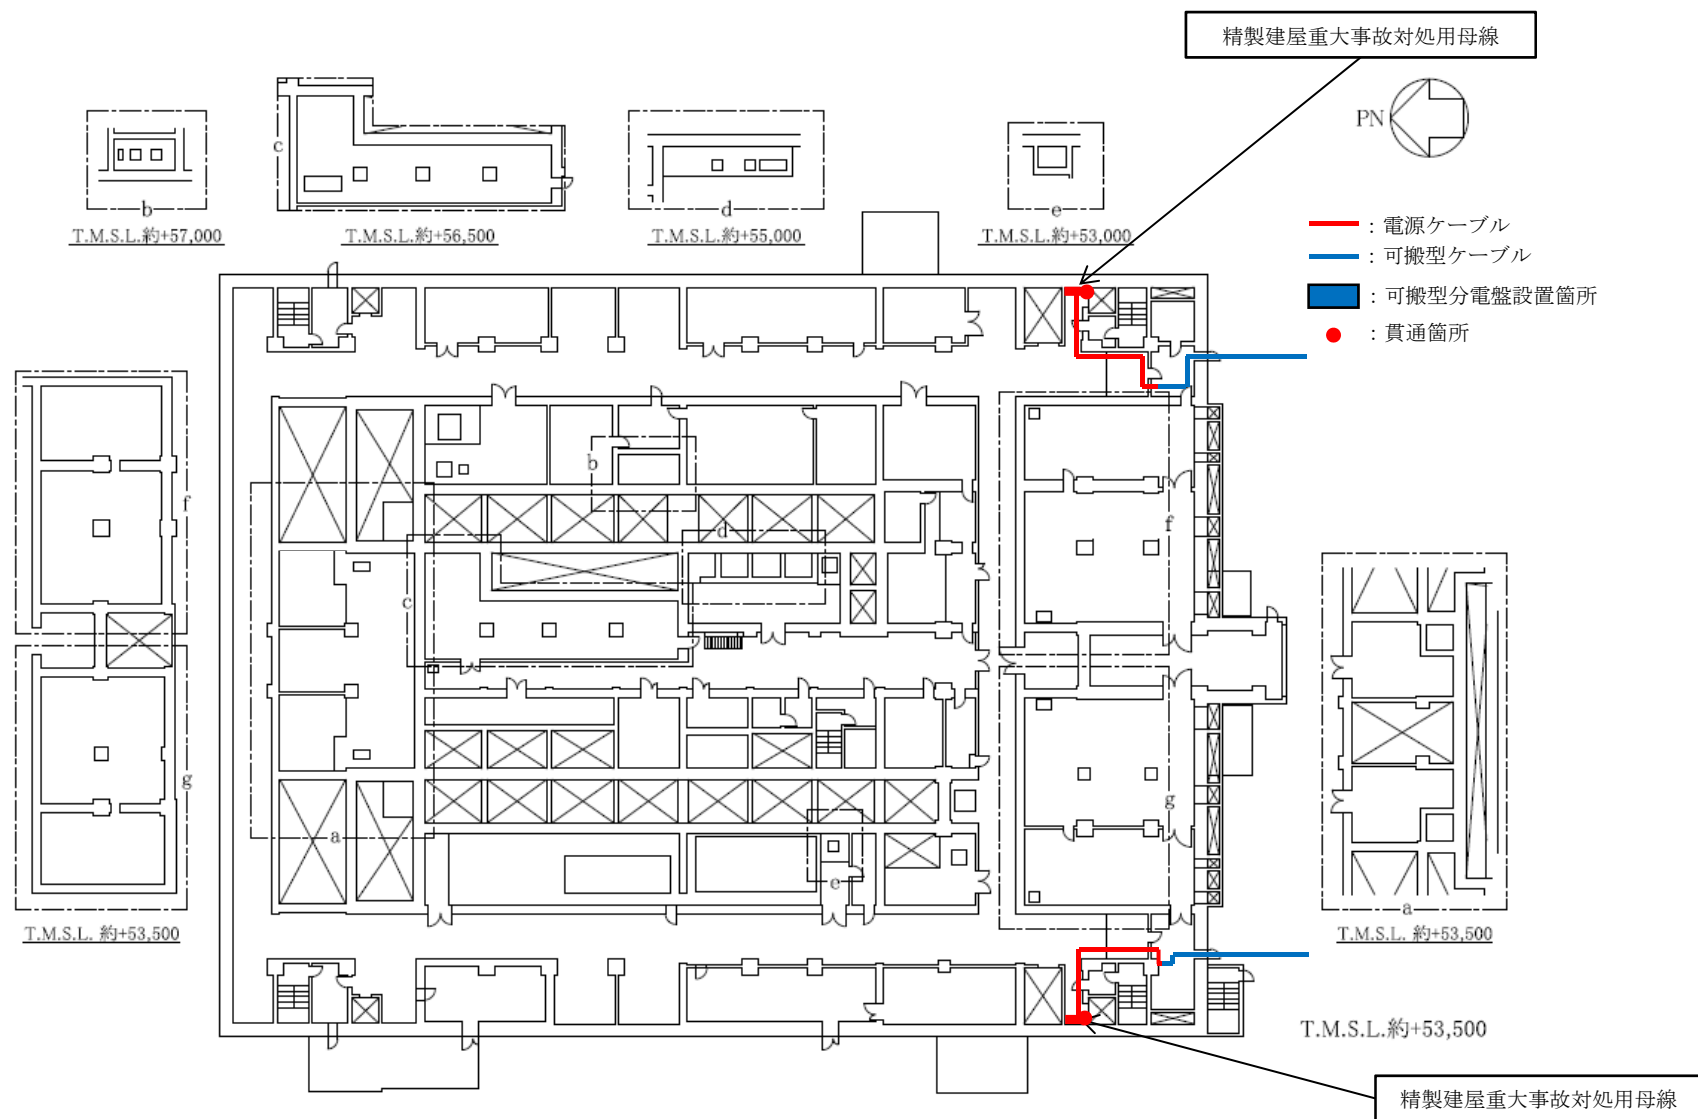 精製建屋重大事故対処用母線
PN
c
b
d
e
T.M.S.L.約+57,000
T.M.S.L.約+56,500
T.M.S.L.約+55,000
T.M.S.L.約+53,000
：電源ケーブル
：可搬型ケーブル
：可搬型分電盤設置箇所
：貫通箇所
b
f
f
d
c
g
g
a
e
a
T.M.S.L. 約+53,500
T.M.S.L. 約+53,500
T.M.S.L.約+53,500
精製建屋重大事故対処用母線